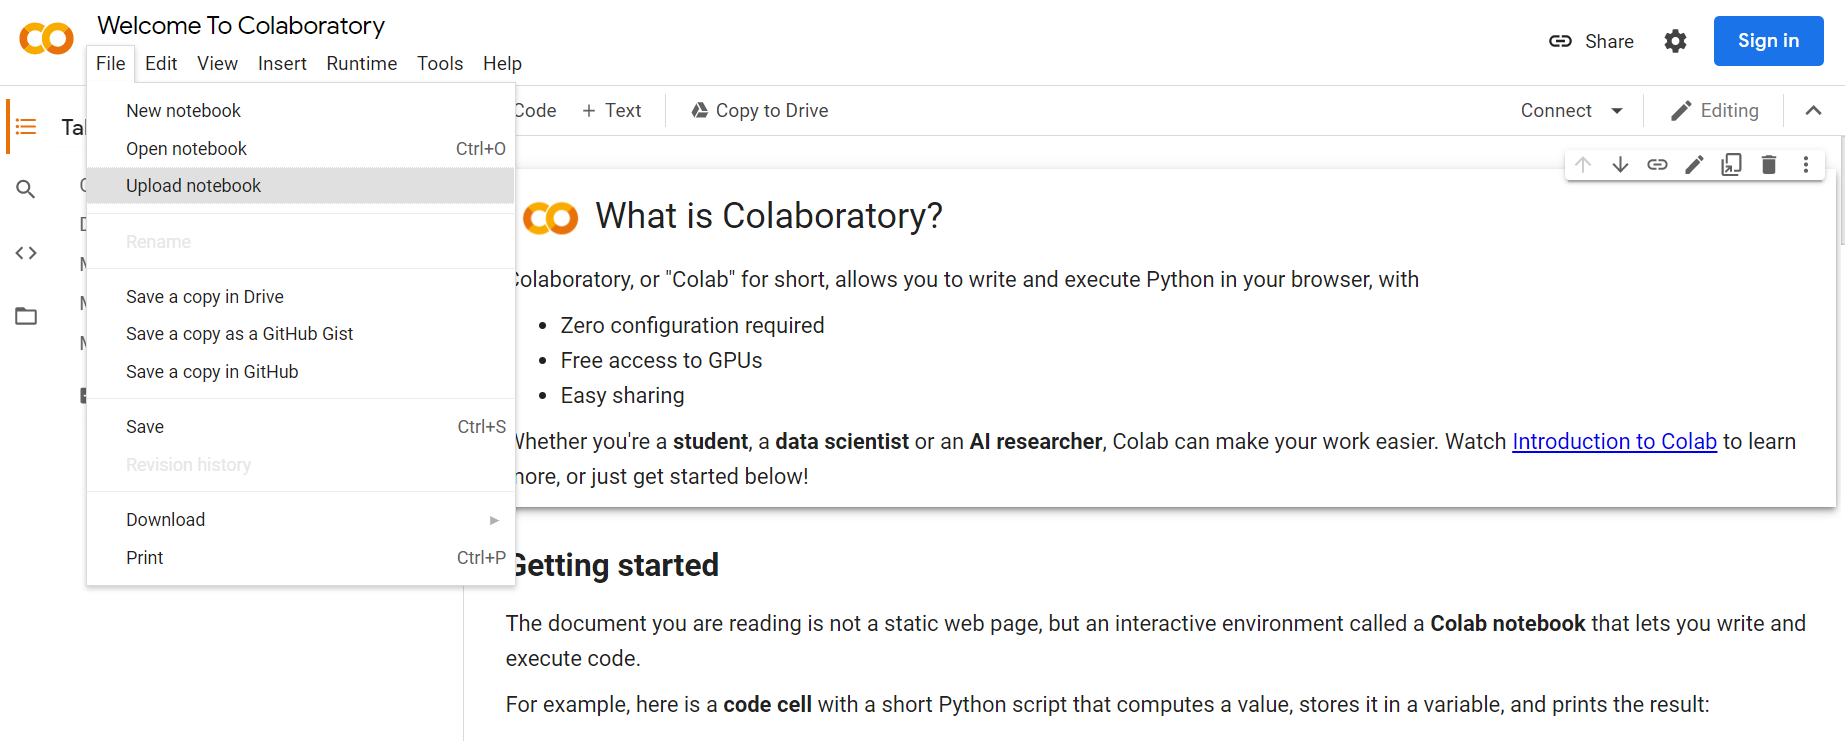 Welcome To Colaboratory
File Edit View Insert Runtime Tools Help
Share
Sign in
New notebook
Open notebook Ctrl+O
Upload notebook
Rename
Save a copy in Drive
Save a copy as a GitHub Gist
Save a copy in GitHub
Save Ctrl+S
Revision history
Download
Print Ctrl+P
Code + Text Copy to Drive
Connect Editing
What is Colaboratory?
Colaboratory, or "Colab" for short, allows you to write and execute Python in your browser, with
• Zero configuration required
• Free access to GPUs
• Easy sharing
Whether you're a student, a data scientist or an AI researcher, Colab can make your work easier. Watch Introduction to Colab to learn
more, or just get started below!
Getting started
The document you are reading is not a static web page, but an interactive environment called a Colab notebook that lets you write and
execute code.
For example, here is a code cell with a short Python script that computes a value, stores it in a variable, and prints the result: